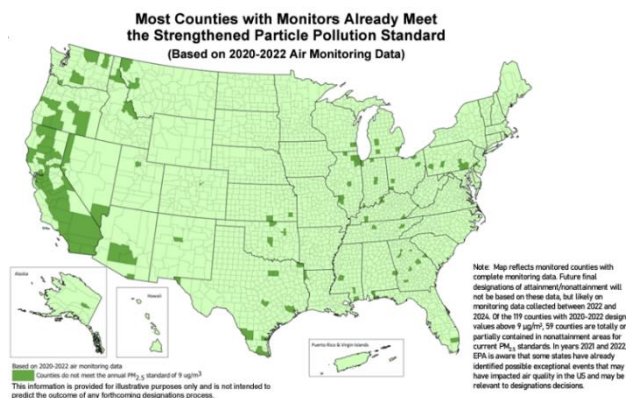 Most Counties with Monitors Already Meet
the Strengthened Particle Pollution Standard
(Based on 2020-2022 Air Monitoring Data)
Alaska
Hawaii
Puerto Rico & Virgin Islands
Note: Map reflects monitored counties with
complete monitoring data. Future final
designations of attainment/nonattainment will
not be based on these data, but likely on
monitoring data collected between 2022 and
2024. Of the 119 counties with 2020-2022 design
values above 9 µg/m³, 59 counties are totally or
partially contained in nonattainment areas for
current PM₂.₅ standards. In years 2021 and 2022,
EPA is aware that some states have already
identified possible exceptional events that may
have impacted air quality in the US and may be
relevant to designations decisions.
Based on 2020-2022 air monitoring data
Counties do not meet the annual PM₂.₅ standard of 9 ug/m³
This information is provided for illustrative purposes only and is not intended to
predict the outcome of any forthcoming designations process.